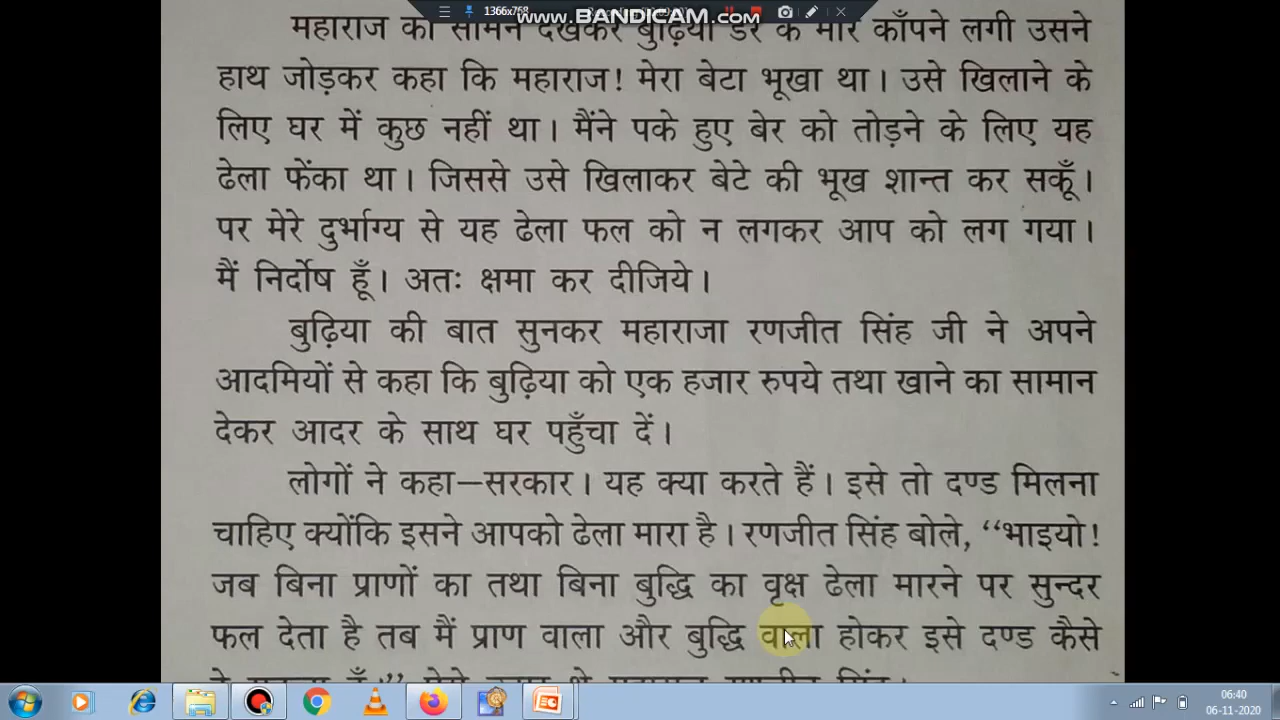 1366x768
www.BANDICAM.com
महाराज को सामने देखकर बुढ़िया डर के मारे काँपने लगी उसने
हाथ जोड़कर कहा कि महाराज! मेरा बेटा भूखा था। उसे खिलाने के
लिए घर में कुछ नहीं था। मैंने पके हुए बेर को तोड़ने के लिए यह
ढेला फेंका था। जिससे उसे खिलाकर बेटे की भूख शान्त कर सकूँ।
पर मेरे दुर्भाग्य से यह ढेला फल को न लगकर आप को लग गया।
मैं निर्दोष हूँ। अतः क्षमा कर दीजिये।
बुढ़िया की बात सुनकर महाराजा रणजीत सिंह जी ने अपने
आदमियों से कहा कि बुढ़िया को एक हजार रुपये तथा खाने का सामान
देकर आदर के साथ घर पहुँचा दें।
लोगों ने कहा—सरकार। यह क्या करते हैं। इसे तो दण्ड मिलना
चाहिए क्योंकि इसने आपको ढेला मारा है। रणजीत सिंह बोले, “भाइयो!
जब बिना प्राणों का तथा बिना बुद्धि का वृक्ष ढेला मारने पर सुन्दर
फल देता है तब मैं प्राण वाला और बुद्धि वाला होकर इसे दण्ड कैसे
06:40
06-11-2020